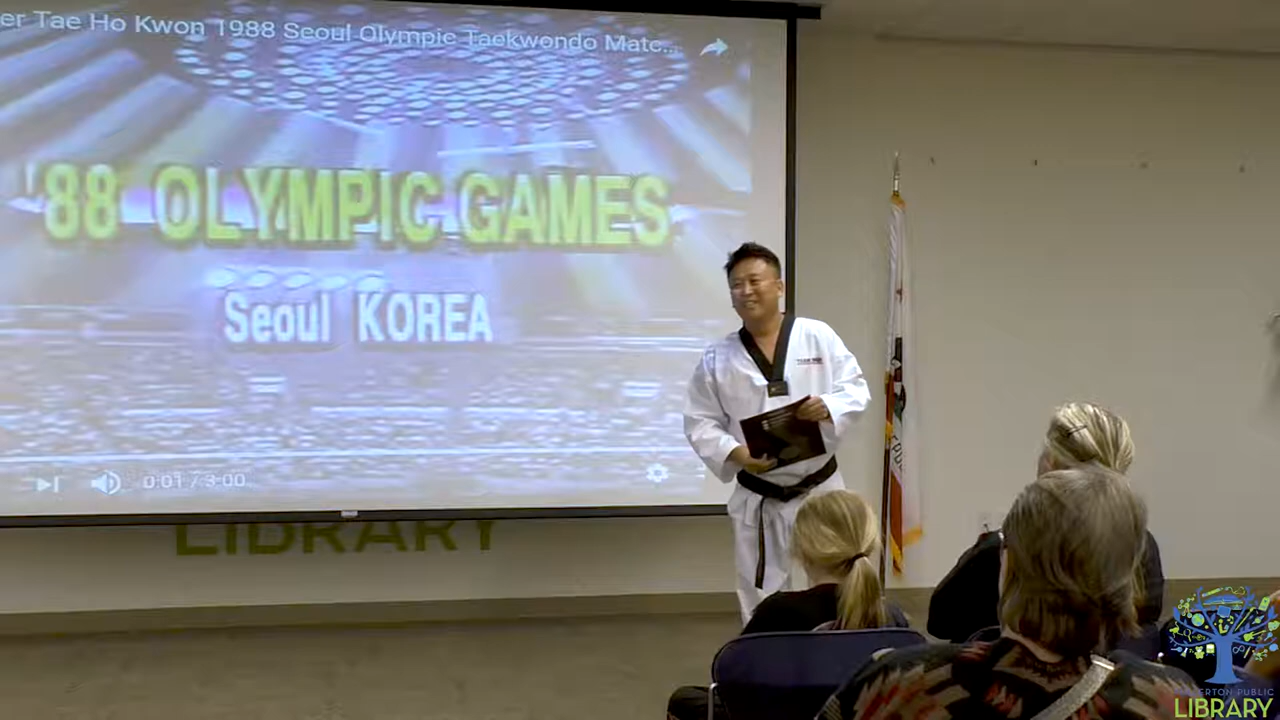 er Tae Ho Kwon 1988 Seoul Olympic Taekwondo Matc...
'88 OLYMPIC GAMES
Seoul KOREA
0:01 / 3:00
LIBRARY
LIBRARY